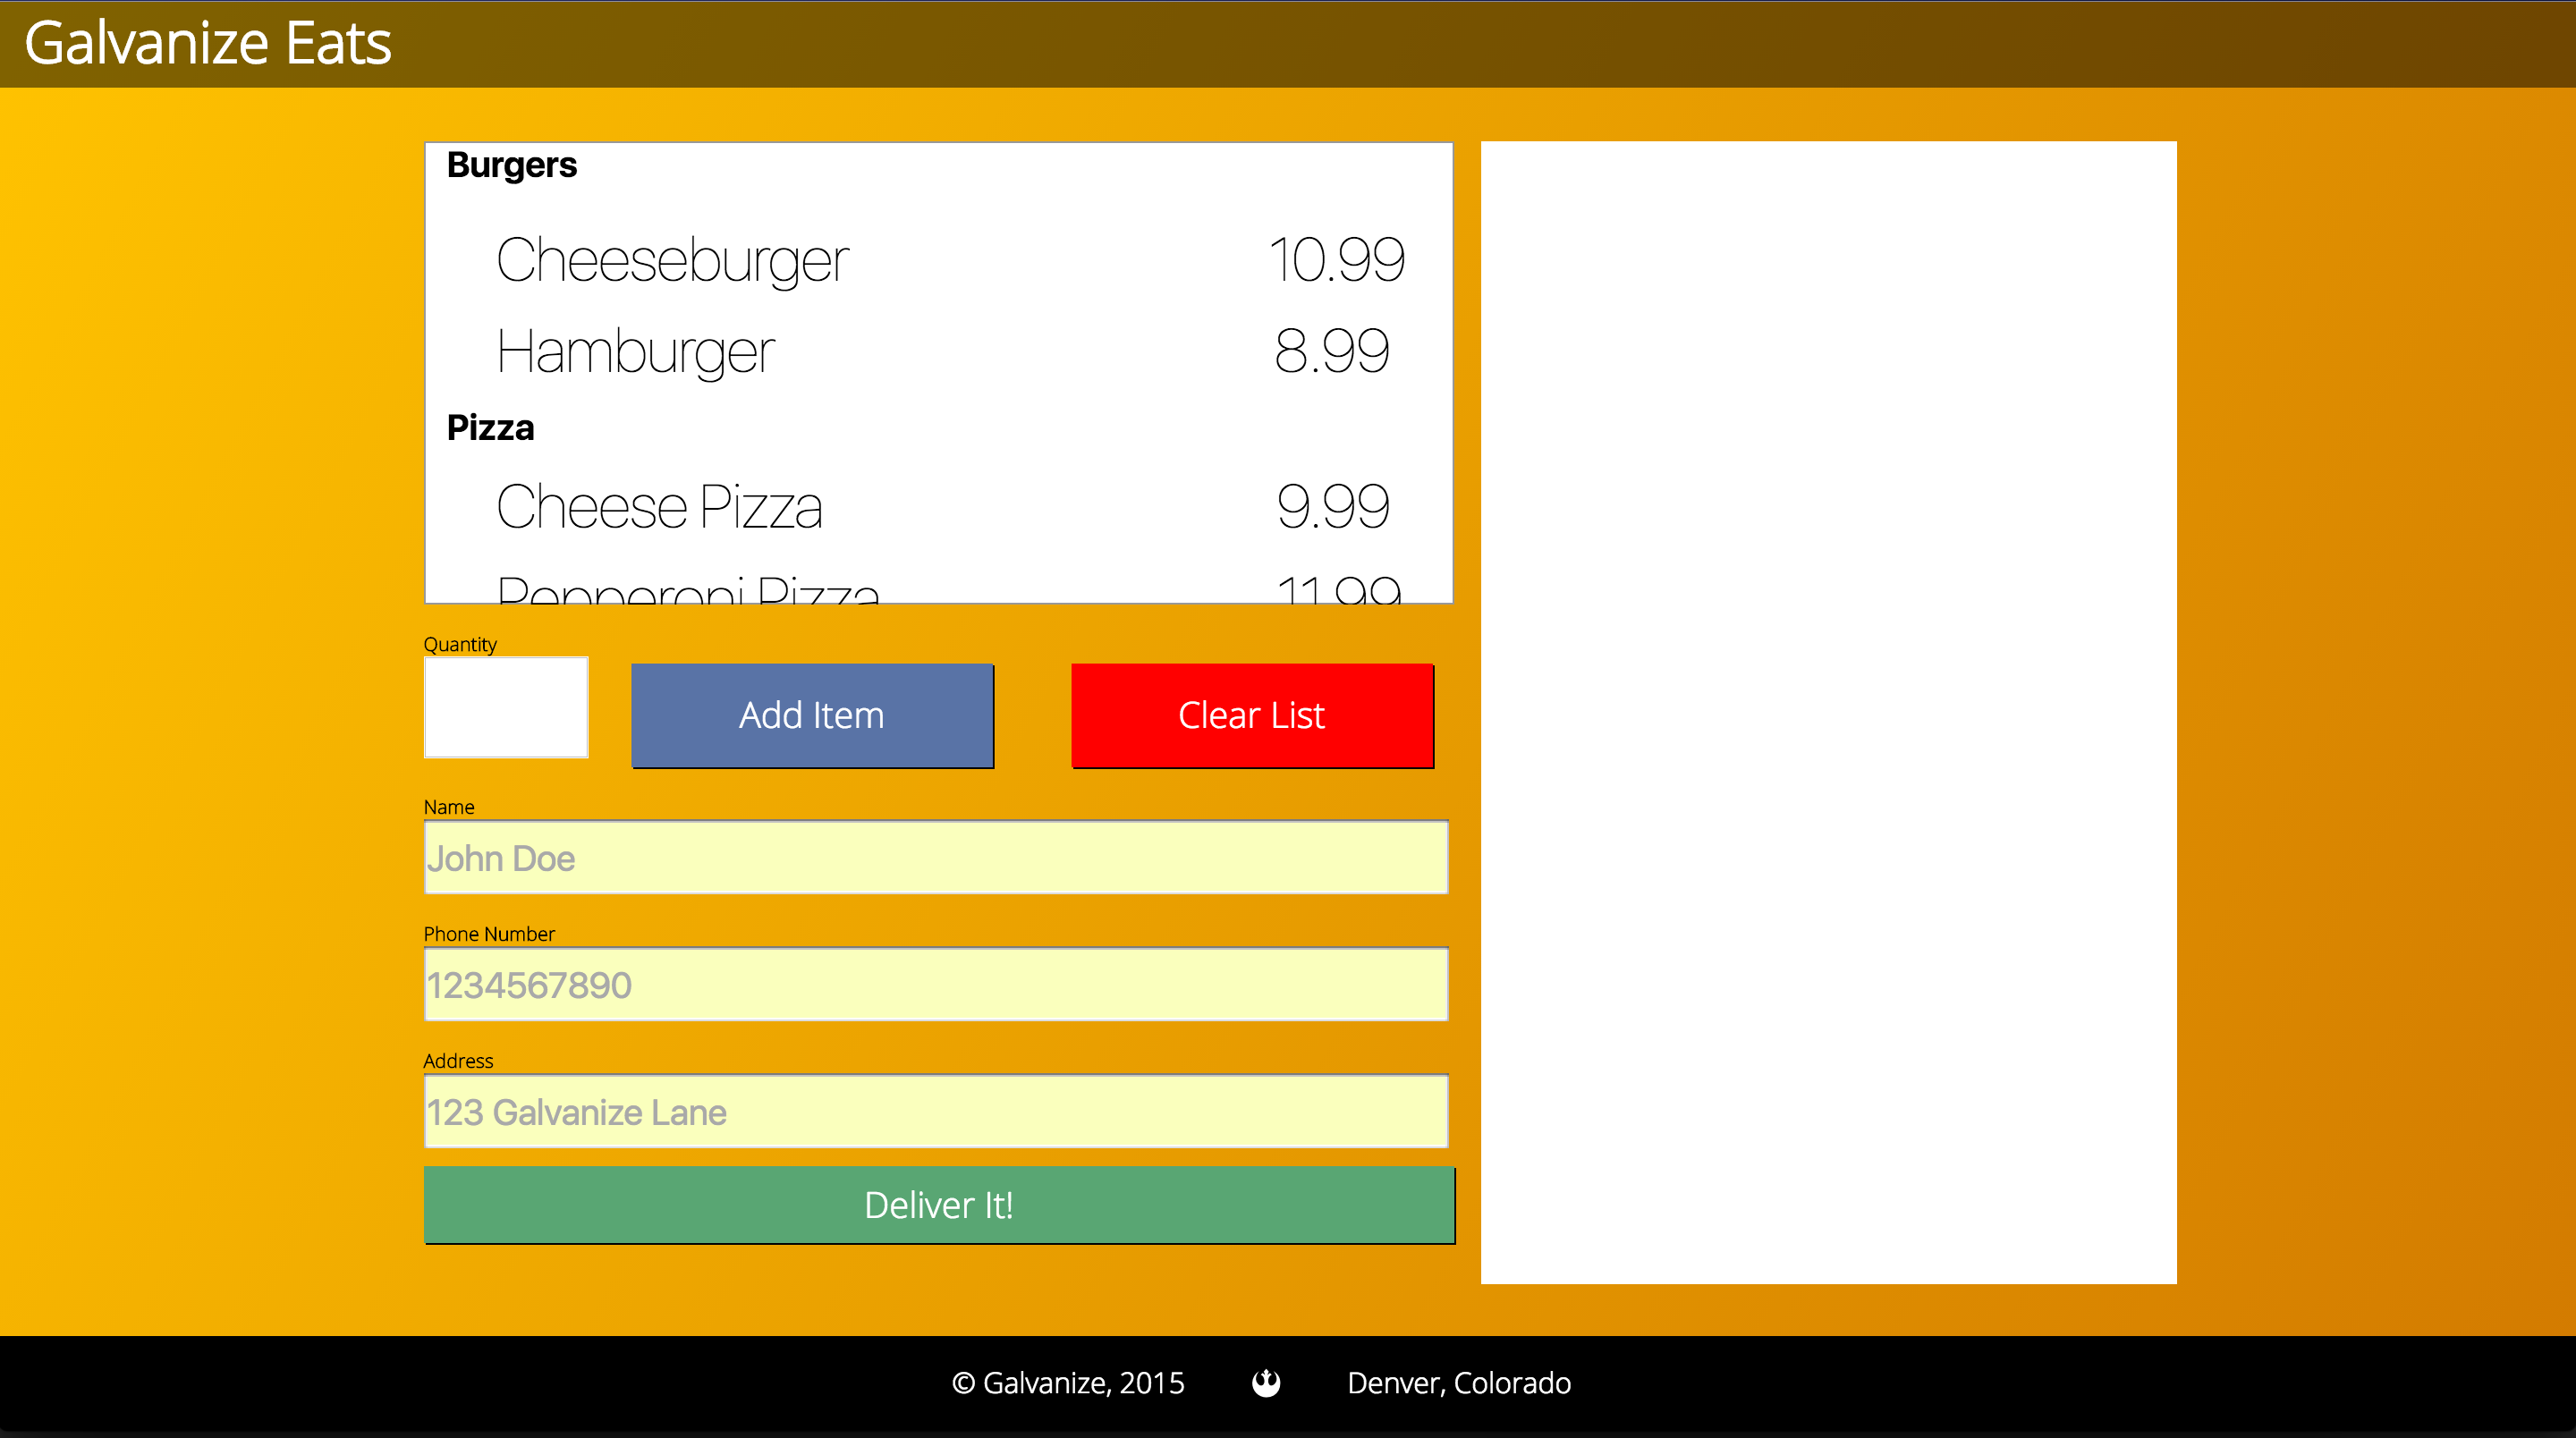 Galvanize Eats
Burgers
Cheeseburger 10.99
Hamburger 8.99
Pizza
Cheese Pizza 9.99
Pepperoni Pizza 11.99
Quantity
Add Item Clear List
Name
John Doe
Phone Number
1234567890
Address
123 Galvanize Lane
Deliver It!
© Galvanize, 2015 Denver, Colorado